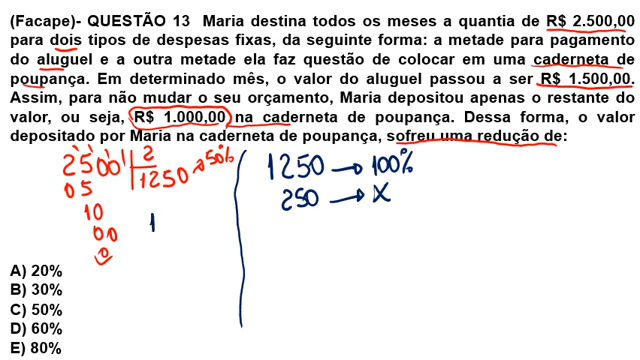 (Facape)- QUESTÃO 13 Maria destina todos os meses a quantia de R$ 2.500,00
para dois tipos de despesas fixas, da seguinte forma: a metade para pagamento
do aluguel e a outra metade ela faz questão de colocar em uma caderneta de
poupança. Em determinado mês, o valor do aluguel passou a ser R$ 1.500,00.
Assim, para não mudar o seu orçamento, Maria depositou apenas o restante do
valor, ou seja, R$ 1.000,00 na caderneta de poupança. Dessa forma, o valor
depositado por Maria na caderneta de poupança, sofreu uma redução de:
2500 2
05 1250 → 50%
10
00
0
1
1250 → 100%
250 → X
A) 20%
B) 30%
C) 50%
D) 60%
E) 80%